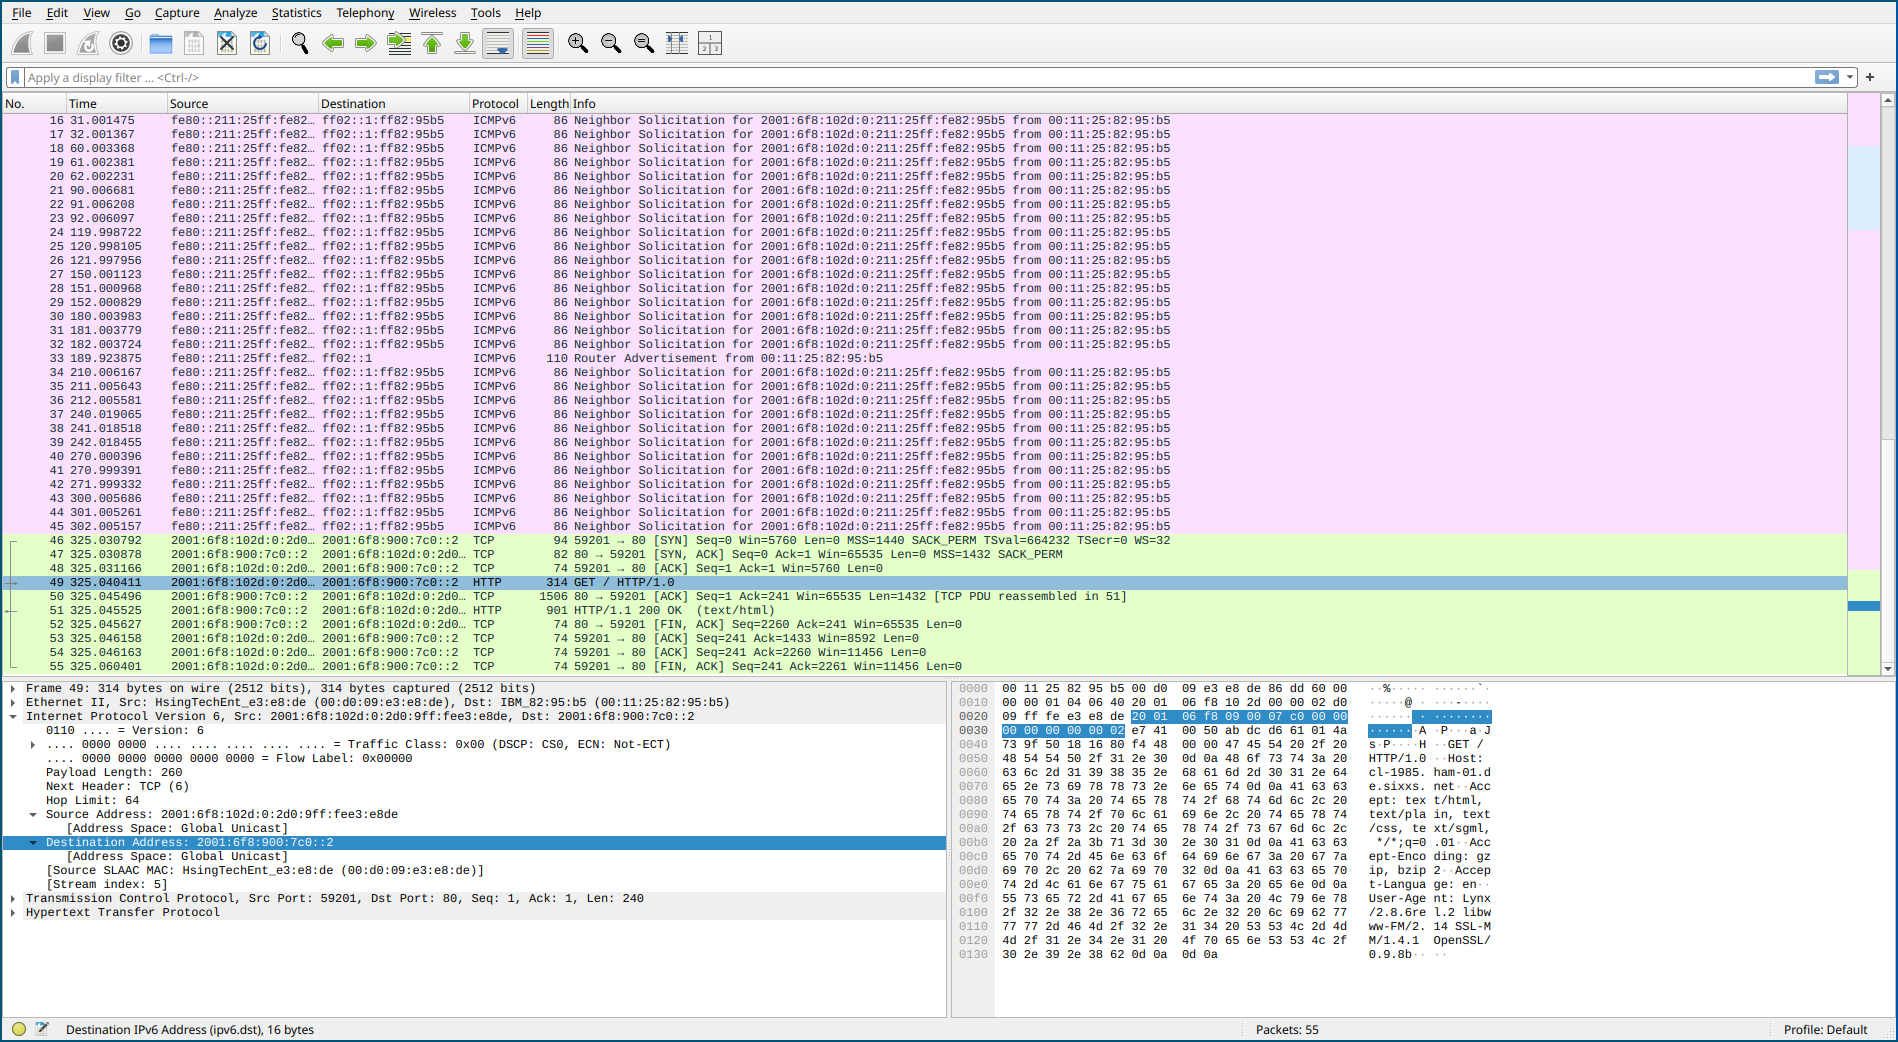 File Edit View Go Capture Analyze Statistics Telephony Wireless Tools Help
Apply a display filter ... <Ctrl-/>
No. Time Source Destination Protocol Length Info
16 31.001475 fe80::211:25ff:fe82… ff02::1:ff82:95b5 ICMPv6 86 Neighbor Solicitation for 2001:6f8:102d:0:211:25ff:fe82:95b5 from 00:11:25:82:95:b5
17 32.001367 fe80::211:25ff:fe82… ff02::1:ff82:95b5 ICMPv6 86 Neighbor Solicitation for 2001:6f8:102d:0:211:25ff:fe82:95b5 from 00:11:25:82:95:b5
18 60.003368 fe80::211:25ff:fe82… ff02::1:ff82:95b5 ICMPv6 86 Neighbor Solicitation for 2001:6f8:102d:0:211:25ff:fe82:95b5 from 00:11:25:82:95:b5
19 61.002381 fe80::211:25ff:fe82… ff02::1:ff82:95b5 ICMPv6 86 Neighbor Solicitation for 2001:6f8:102d:0:211:25ff:fe82:95b5 from 00:11:25:82:95:b5
20 62.002231 fe80::211:25ff:fe82… ff02::1:ff82:95b5 ICMPv6 86 Neighbor Solicitation for 2001:6f8:102d:0:211:25ff:fe82:95b5 from 00:11:25:82:95:b5
21 90.006681 fe80::211:25ff:fe82… ff02::1:ff82:95b5 ICMPv6 86 Neighbor Solicitation for 2001:6f8:102d:0:211:25ff:fe82:95b5 from 00:11:25:82:95:b5
22 91.006208 fe80::211:25ff:fe82… ff02::1:ff82:95b5 ICMPv6 86 Neighbor Solicitation for 2001:6f8:102d:0:211:25ff:fe82:95b5 from 00:11:25:82:95:b5
23 92.006097 fe80::211:25ff:fe82… ff02::1:ff82:95b5 ICMPv6 86 Neighbor Solicitation for 2001:6f8:102d:0:211:25ff:fe82:95b5 from 00:11:25:82:95:b5
24 119.998722 fe80::211:25ff:fe82… ff02::1:ff82:95b5 ICMPv6 86 Neighbor Solicitation for 2001:6f8:102d:0:211:25ff:fe82:95b5 from 00:11:25:82:95:b5
25 120.998105 fe80::211:25ff:fe82… ff02::1:ff82:95b5 ICMPv6 86 Neighbor Solicitation for 2001:6f8:102d:0:211:25ff:fe82:95b5 from 00:11:25:82:95:b5
26 121.997956 fe80::211:25ff:fe82… ff02::1:ff82:95b5 ICMPv6 86 Neighbor Solicitation for 2001:6f8:102d:0:211:25ff:fe82:95b5 from 00:11:25:82:95:b5
27 150.001123 fe80::211:25ff:fe82… ff02::1:ff82:95b5 ICMPv6 86 Neighbor Solicitation for 2001:6f8:102d:0:211:25ff:fe82:95b5 from 00:11:25:82:95:b5
28 151.000968 fe80::211:25ff:fe82… ff02::1:ff82:95b5 ICMPv6 86 Neighbor Solicitation for 2001:6f8:102d:0:211:25ff:fe82:95b5 from 00:11:25:82:95:b5
29 152.000829 fe80::211:25ff:fe82… ff02::1:ff82:95b5 ICMPv6 86 Neighbor Solicitation for 2001:6f8:102d:0:211:25ff:fe82:95b5 from 00:11:25:82:95:b5
30 180.003983 fe80::211:25ff:fe82… ff02::1:ff82:95b5 ICMPv6 86 Neighbor Solicitation for 2001:6f8:102d:0:211:25ff:fe82:95b5 from 00:11:25:82:95:b5
31 181.003779 fe80::211:25ff:fe82… ff02::1:ff82:95b5 ICMPv6 86 Neighbor Solicitation for 2001:6f8:102d:0:211:25ff:fe82:95b5 from 00:11:25:82:95:b5
32 182.003724 fe80::211:25ff:fe82… ff02::1:ff82:95b5 ICMPv6 86 Neighbor Solicitation for 2001:6f8:102d:0:211:25ff:fe82:95b5 from 00:11:25:82:95:b5
33 189.923875 fe80::211:25ff:fe82… ff02::1 ICMPv6 110 Router Advertisement from 00:11:25:82:95:b5
34 210.006167 fe80::211:25ff:fe82… ff02::1:ff82:95b5 ICMPv6 86 Neighbor Solicitation for 2001:6f8:102d:0:211:25ff:fe82:95b5 from 00:11:25:82:95:b5
35 211.005643 fe80::211:25ff:fe82… ff02::1:ff82:95b5 ICMPv6 86 Neighbor Solicitation for 2001:6f8:102d:0:211:25ff:fe82:95b5 from 00:11:25:82:95:b5
36 212.005581 fe80::211:25ff:fe82… ff02::1:ff82:95b5 ICMPv6 86 Neighbor Solicitation for 2001:6f8:102d:0:211:25ff:fe82:95b5 from 00:11:25:82:95:b5
37 240.019065 fe80::211:25ff:fe82… ff02::1:ff82:95b5 ICMPv6 86 Neighbor Solicitation for 2001:6f8:102d:0:211:25ff:fe82:95b5 from 00:11:25:82:95:b5
38 241.018518 fe80::211:25ff:fe82… ff02::1:ff82:95b5 ICMPv6 86 Neighbor Solicitation for 2001:6f8:102d:0:211:25ff:fe82:95b5 from 00:11:25:82:95:b5
39 242.018455 fe80::211:25ff:fe82… ff02::1:ff82:95b5 ICMPv6 86 Neighbor Solicitation for 2001:6f8:102d:0:211:25ff:fe82:95b5 from 00:11:25:82:95:b5
40 270.000396 fe80::211:25ff:fe82… ff02::1:ff82:95b5 ICMPv6 86 Neighbor Solicitation for 2001:6f8:102d:0:211:25ff:fe82:95b5 from 00:11:25:82:95:b5
41 270.999391 fe80::211:25ff:fe82… ff02::1:ff82:95b5 ICMPv6 86 Neighbor Solicitation for 2001:6f8:102d:0:211:25ff:fe82:95b5 from 00:11:25:82:95:b5
42 271.999332 fe80::211:25ff:fe82… ff02::1:ff82:95b5 ICMPv6 86 Neighbor Solicitation for 2001:6f8:102d:0:211:25ff:fe82:95b5 from 00:11:25:82:95:b5
43 300.005686 fe80::211:25ff:fe82… ff02::1:ff82:95b5 ICMPv6 86 Neighbor Solicitation for 2001:6f8:102d:0:211:25ff:fe82:95b5 from 00:11:25:82:95:b5
44 301.005261 fe80::211:25ff:fe82… ff02::1:ff82:95b5 ICMPv6 86 Neighbor Solicitation for 2001:6f8:102d:0:211:25ff:fe82:95b5 from 00:11:25:82:95:b5
45 302.005157 fe80::211:25ff:fe82… ff02::1:ff82:95b5 ICMPv6 86 Neighbor Solicitation for 2001:6f8:102d:0:211:25ff:fe82:95b5 from 00:11:25:82:95:b5
46 325.030792 2001:6f8:102d:0:2d0… 2001:6f8:900:7c0::2 TCP 94 59201 → 80 [SYN] Seq=0 Win=5760 Len=0 MSS=1440 SACK_PERM TSval=664232 TSecr=0 WS=32
47 325.030878 2001:6f8:900:7c0::2 2001:6f8:102d:0:2d0… TCP 82 80 → 59201 [SYN, ACK] Seq=0 Ack=1 Win=65535 Len=0 MSS=1432 SACK_PERM
48 325.031166 2001:6f8:102d:0:2d0… 2001:6f8:900:7c0::2 TCP 74 59201 → 80 [ACK] Seq=1 Ack=1 Win=5760 Len=0
49 325.040411 2001:6f8:102d:0:2d0… 2001:6f8:900:7c0::2 HTTP 314 GET / HTTP/1.0
50 325.045496 2001:6f8:900:7c0::2 2001:6f8:102d:0:2d0… TCP 1506 80 → 59201 [ACK] Seq=1 Ack=241 Win=65535 Len=1432 [TCP PDU reassembled in 51]
51 325.045525 2001:6f8:900:7c0::2 2001:6f8:102d:0:2d0… HTTP 901 HTTP/1.1 200 OK (text/html)
52 325.045627 2001:6f8:900:7c0::2 2001:6f8:102d:0:2d0… TCP 74 80 → 59201 [FIN, ACK] Seq=2260 Ack=241 Win=65535 Len=0
53 325.046158 2001:6f8:102d:0:2d0… 2001:6f8:900:7c0::2 TCP 74 59201 → 80 [ACK] Seq=241 Ack=1433 Win=8592 Len=0
54 325.046163 2001:6f8:102d:0:2d0… 2001:6f8:900:7c0::2 TCP 74 59201 → 80 [ACK] Seq=241 Ack=2260 Win=11456 Len=0
55 325.060401 2001:6f8:102d:0:2d0… 2001:6f8:900:7c0::2 TCP 74 59201 → 80 [FIN, ACK] Seq=241 Ack=2261 Win=11456 Len=0
Frame 49: 314 bytes on wire (2512 bits), 314 bytes captured (2512 bits)
Ethernet II, Src: HsingTechEnt_e3:e8:de (00:d0:09:e3:e8:de), Dst: IBM_82:95:b5 (00:11:25:82:95:b5)
Internet Protocol Version 6, Src: 2001:6f8:102d:0:2d0:9ff:fee3:e8de, Dst: 2001:6f8:900:7c0::2
0110 .... = Version: 6
.... 0000 0000 .... .... .... .... .... = Traffic Class: 0x00 (DSCP: CS0, ECN: Not-ECT)
.... 0000 0000 0000 0000 0000 = Flow Label: 0x00000
Payload Length: 260
Next Header: TCP (6)
Hop Limit: 64
Source Address: 2001:6f8:102d:0:2d0:9ff:fee3:e8de
[Address Space: Global Unicast]
Destination Address: 2001:6f8:900:7c0::2
[Address Space: Global Unicast]
[Source SLAAC MAC: HsingTechEnt_e3:e8:de (00:d0:09:e3:e8:de)]
[Stream index: 5]
Transmission Control Protocol, Src Port: 59201, Dst Port: 80, Seq: 1, Ack: 1, Len: 240
Hypertext Transfer Protocol
0000 00 11 25 82 95 b5 00 d0 09 e3 e8 de 86 dd 60 00 ··%····· ······`·
0010 00 00 01 04 06 40 20 01 06 f8 10 2d 00 00 02 d0 ·····@ · ···-····
0020 09 ff fe e3 e8 de 20 01 06 f8 09 00 07 c0 00 00 ······ · ········
0030 00 00 00 00 00 02 e7 41 00 50 ab dc d6 61 01 4a ·······A ·P···a·J
0040 73 9f 50 18 16 80 f4 48 00 00 47 45 54 20 2f 20 s·P····H ··GET /
0050 48 54 54 50 2f 31 2e 30 0d 0a 48 6f 73 74 3a 20 HTTP/1.0 ··Host:
0060 63 6c 2d 31 39 38 35 2e 68 61 6d 2d 30 31 2e 64 cl-1985. ham-01.d
0070 65 2e 73 69 78 78 73 2e 6e 65 74 0d 0a 41 63 63 e.sixxs. net··Acc
0080 65 70 74 3a 20 74 65 78 74 2f 68 74 6d 6c 2c 20 ept: tex t/html,
0090 74 65 78 74 2f 70 6c 61 69 6e 2c 20 74 65 78 74 text/pla in, text
00a0 2f 63 73 73 2c 20 74 65 78 74 2f 73 67 6d 6c 2c /css, te xt/sgml,
00b0 20 2a 2f 2a 3b 71 3d 30 2e 30 31 0d 0a 41 63 63 */*;q=0 .01··Acc
00c0 65 70 74 2d 45 6e 63 6f 64 69 6e 67 3a 20 67 7a ept-Enco ding: gz
00d0 69 70 2c 20 62 7a 69 70 32 0d 0a 41 63 63 65 70 ip, bzip 2··Accep
00e0 74 2d 4c 61 6e 67 75 61 67 65 3a 20 65 6e 0d 0a t-Langua ge: en··
00f0 55 73 65 72 2d 41 67 65 6e 74 3a 20 4c 79 6e 78 User-Age nt: Lynx
0100 2f 32 2e 38 2e 36 72 65 6c 2e 32 20 6c 69 62 77 /2.8.6re l.2 libw
0110 77 77 2d 46 4d 2f 32 2e 31 34 20 53 53 4c 2d 4d ww-FM/2. 14 SSL-M
0120 4d 2f 31 2e 34 2e 31 20 4f 70 65 6e 53 53 4c 2f M/1.4.1 OpenSSL/
0130 30 2e 39 2e 38 62 0d 0a 0d 0a 0.9.8b·· ··
Destination IPv6 Address (ipv6.dst), 16 bytes Packets: 55 Profile: Default